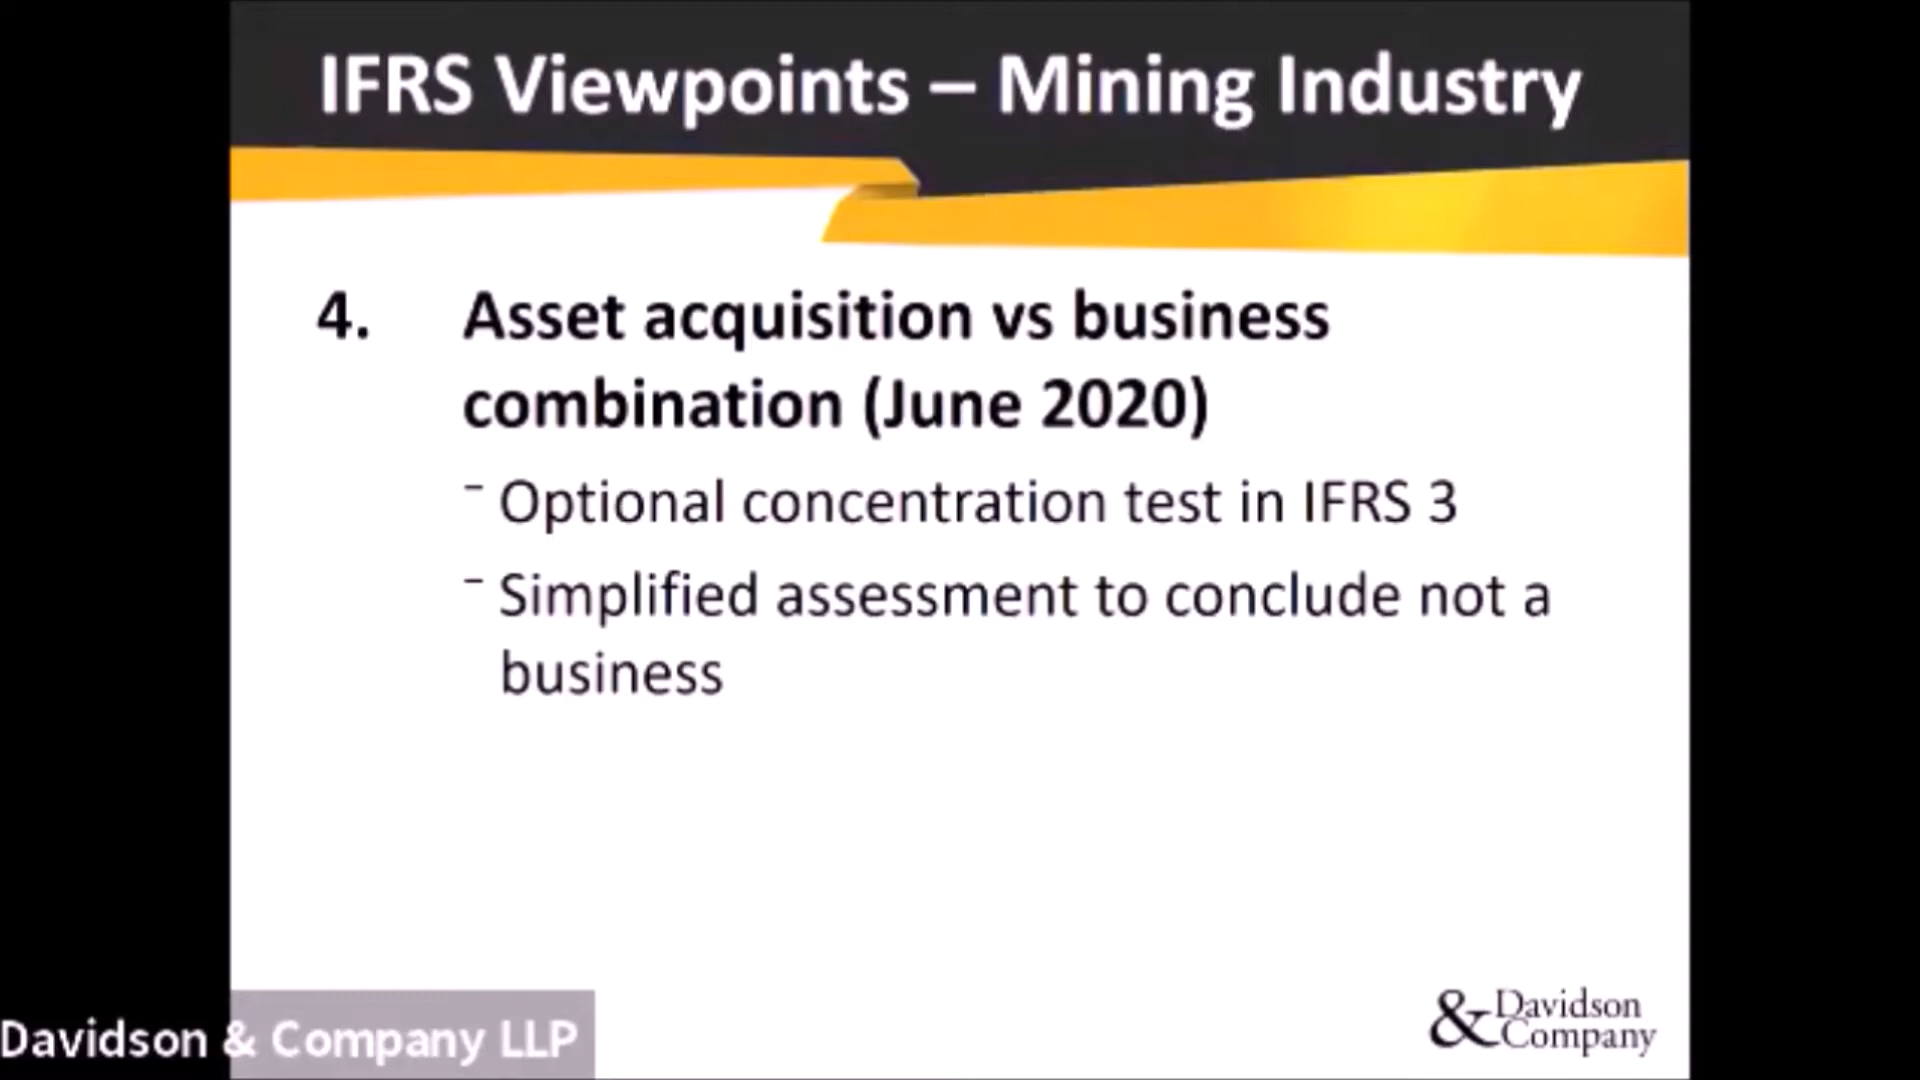 IFRS Viewpoints – Mining Industry
4. Asset acquisition vs business
combination (June 2020)
- Optional concentration test in IFRS 3
- Simplified assessment to conclude not a
business
Davidson & Company LLP
& Davidson
Company